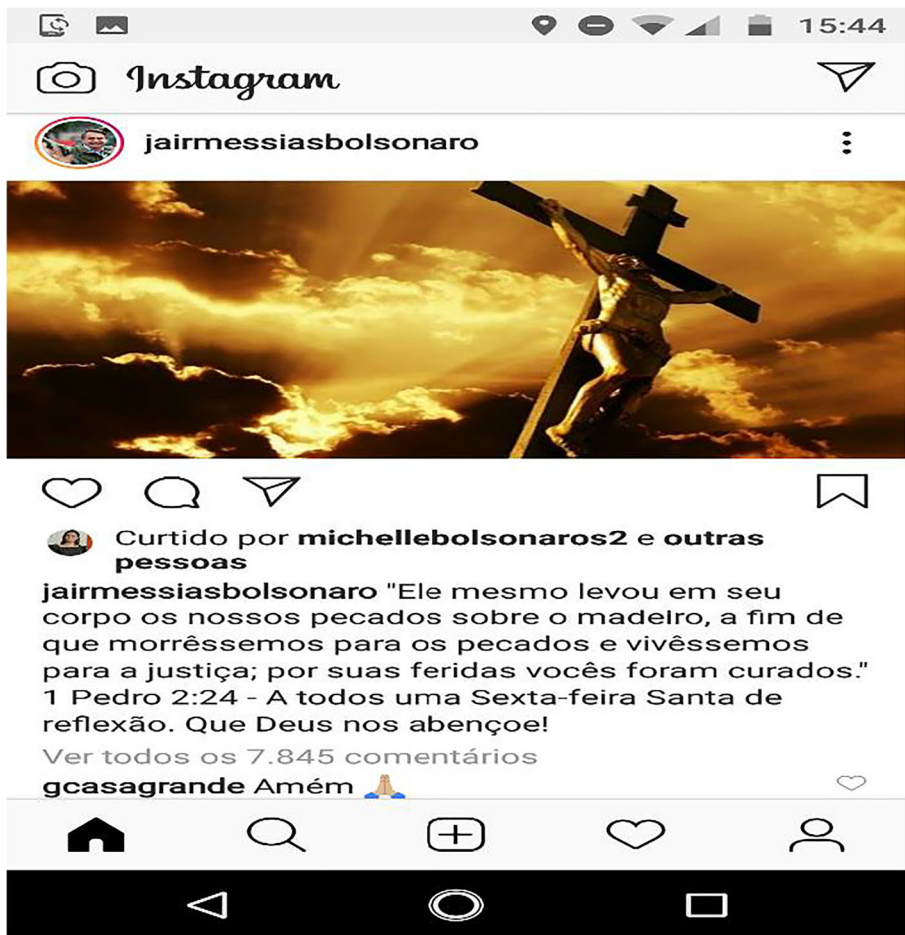 15:44
Instagram
jairmessiasbolsonaro
Curtido por michellebolsonaros2 e outras
pessoas
jairmessiasbolsonaro "Ele mesmo levou em seu
corpo os nossos pecados sobre o madeiro, a fim de
que morrêssemos para os pecados e vivêssemos
para a justiça; por suas feridas vocês foram curados."
1 Pedro 2:24 - A todos uma Sexta-feira Santa de
reflexão. Que Deus nos abençoe!
Ver todos os 7.845 comentários
gcasagrande Amém 🙏🏼